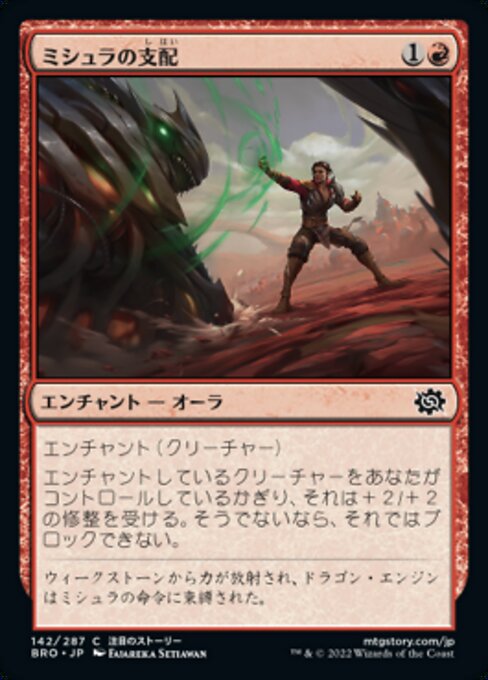 ミシュラの支配
しはい
1
エンチャント — オーラ
エンチャント（クリーチャー）
エンチャントしているクリーチャーをあなたが
コントロールしているかぎり、それは＋２/＋２
の修整を受ける。そうでないなら、それではブ
ロックできない。
ウィークストーンから力が放射され、ドラゴン・エンジン
はミシュラの命令に束縛された。
142/287 C 注目のストーリー
BRO • JP FAJAREKA SETIAWAN
mtgstory.com/jp
™ & © 2022 Wizards of the Coast